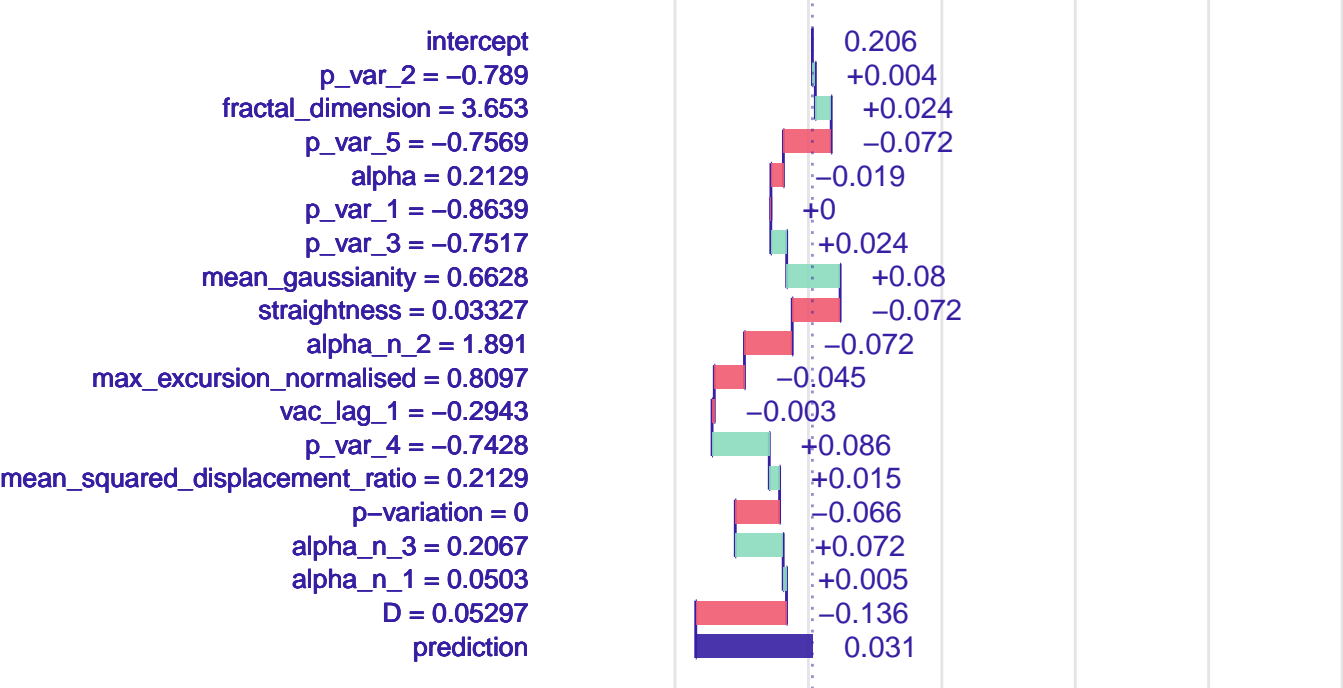 intercept 0.206
p_var_2 = −0.789 +0.004
fractal_dimension = 3.653 +0.024
p_var_5 = −0.7569 −0.072
alpha = 0.2129 −0.019
p_var_1 = −0.8639 +0
p_var_3 = −0.7517 +0.024
mean_gaussianity = 0.6628 +0.08
straightness = 0.03327 −0.072
alpha_n_2 = 1.891 −0.072
max_excursion_normalised = 0.8097 −0.045
vac_lag_1 = −0.2943 −0.003
p_var_4 = −0.7428 +0.086
mean_squared_displacement_ratio = 0.2129 +0.015
p−variation = 0 −0.066
alpha_n_3 = 0.2067 +0.072
alpha_n_1 = 0.0503 +0.005
D = 0.05297 −0.136
prediction 0.031